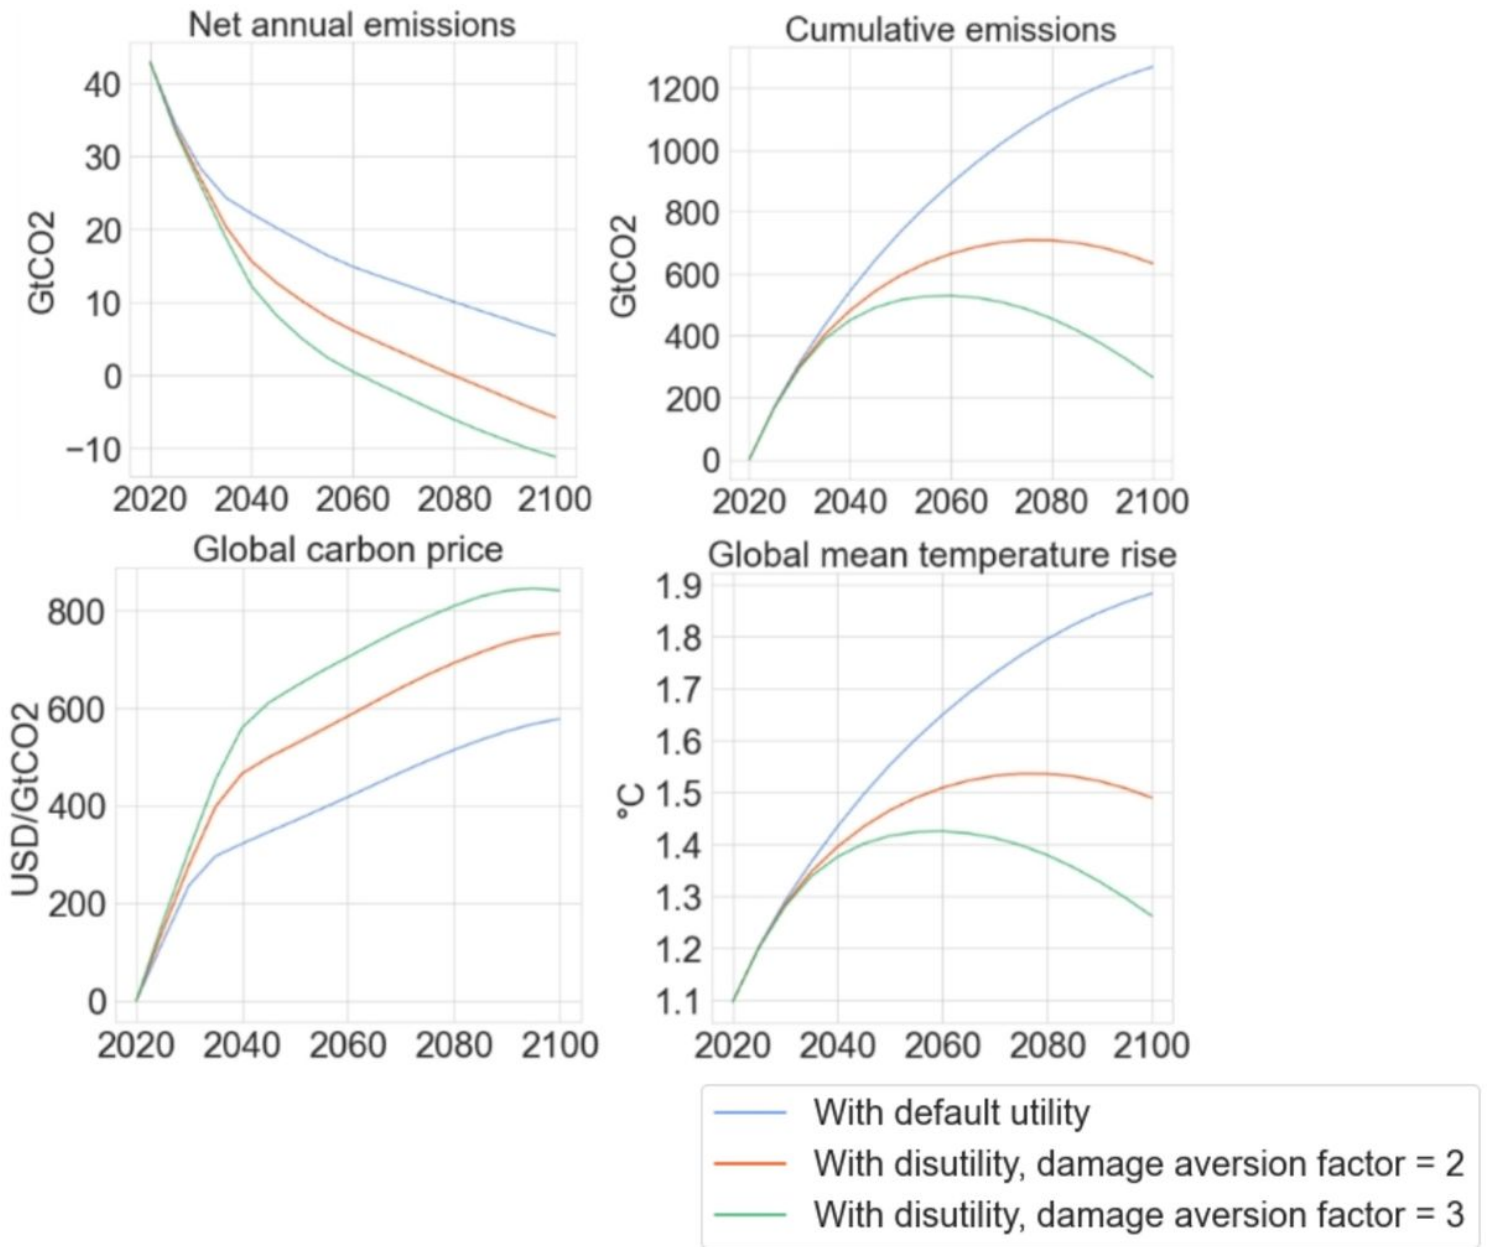 Net annual emissions
40
30
20
10
0
−10
GtCO2
2020 2040 2060 2080 2100
Cumulative emissions
1200
1000
800
600
400
200
0
GtCO2
2020 2040 2060 2080 2100
Global carbon price
800
600
400
200
0
USD/GtCO2
2020 2040 2060 2080 2100
Global mean temperature rise
1.9
1.8
1.7
1.6
1.5
1.4
1.3
1.2
1.1
°C
2020 2040 2060 2080 2100
With default utility
With disutility, damage aversion factor = 2
With disutility, damage aversion factor = 3